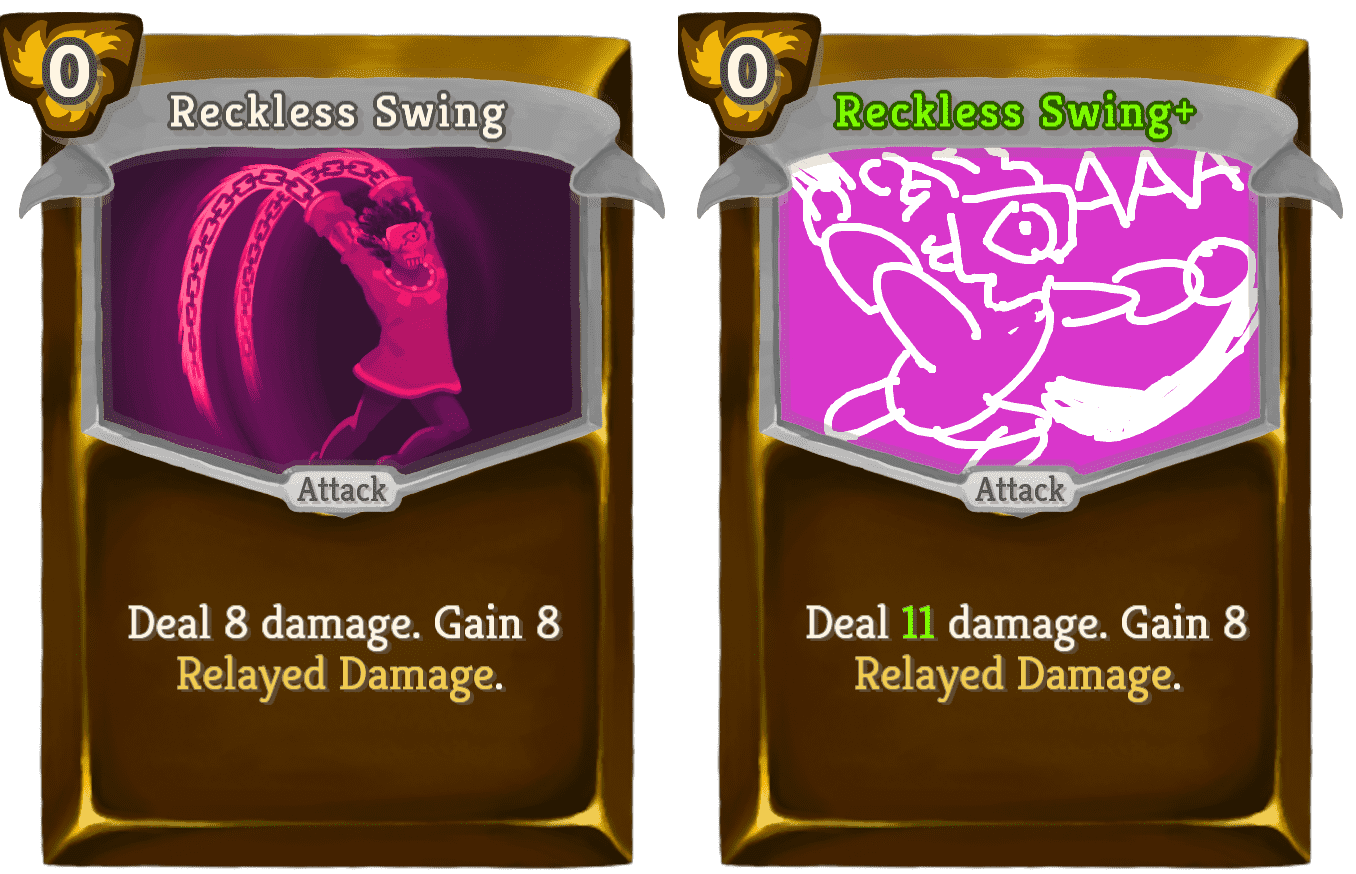 0
Reckless Swing
Attack
Deal 8 damage. Gain 8
Relayed Damage.
0
Reckless Swing+
AAA
Attack
Deal 11 damage. Gain 8
Relayed Damage.